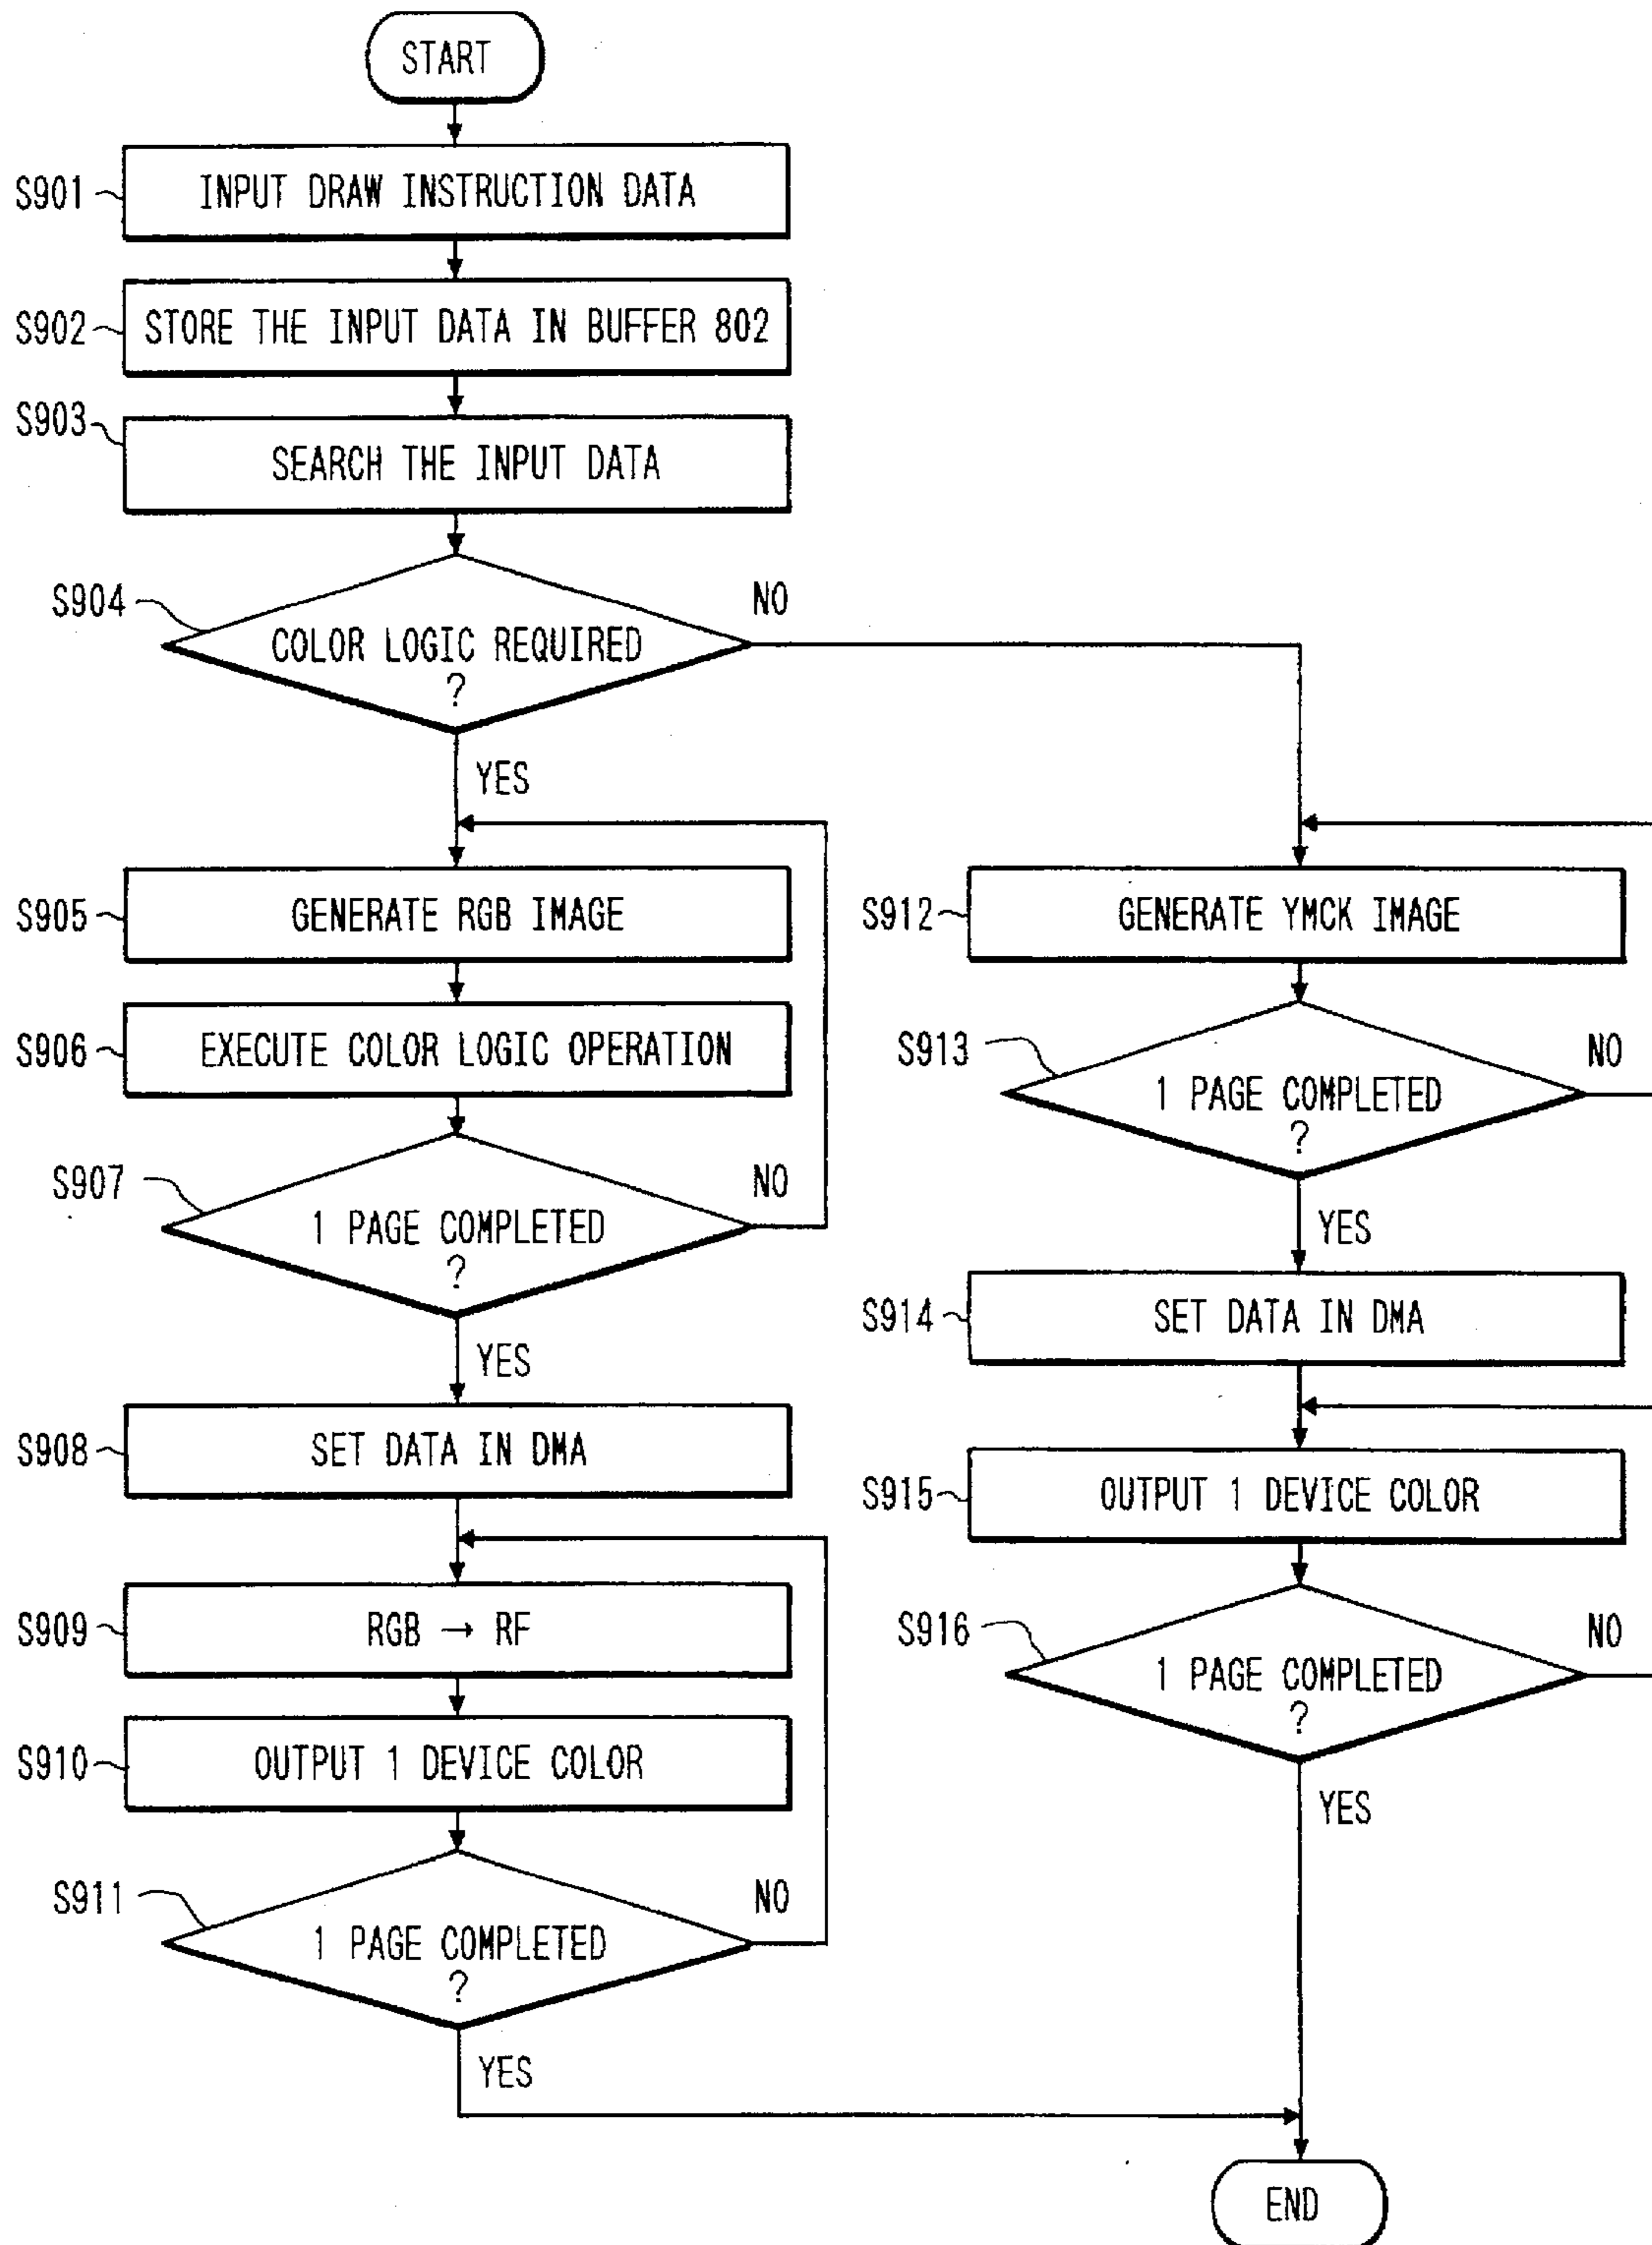 START
S901
INPUT DRAW INSTRUCTION DATA
S902
STORE THE INPUT DATA IN BUFFER 802
S903
SEARCH THE INPUT DATA
S904
COLOR LOGIC REQUIRED
?
NO
YES
S905
GENERATE RGB IMAGE
S906
EXECUTE COLOR LOGIC OPERATION
S907
1 PAGE COMPLETED
?
NO
YES
S908
SET DATA IN DMA
S909
RGB → RF
S910
OUTPUT 1 DEVICE COLOR
S911
1 PAGE COMPLETED
?
NO
YES
S912
GENERATE YMCK IMAGE
S913
1 PAGE COMPLETED
?
NO
YES
S914
SET DATA IN DMA
S915
OUTPUT 1 DEVICE COLOR
S916
1 PAGE COMPLETED
?
NO
YES
END